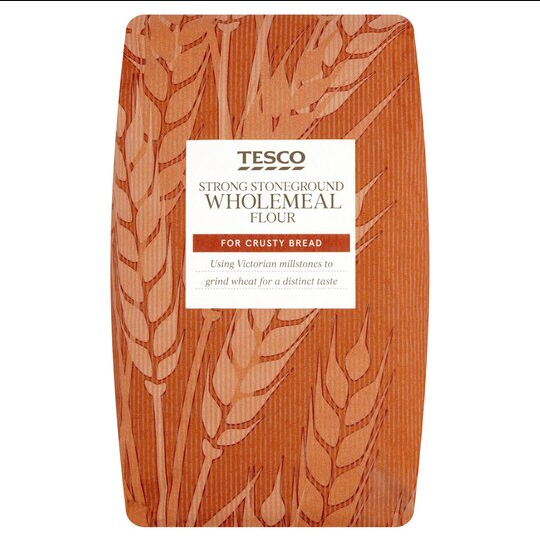 TESCO
STRONG STONEGROUND
WHOLEMEAL
FLOUR
FOR CRUSTY BREAD
Using Victorian millstones to
grind wheat for a distinct taste